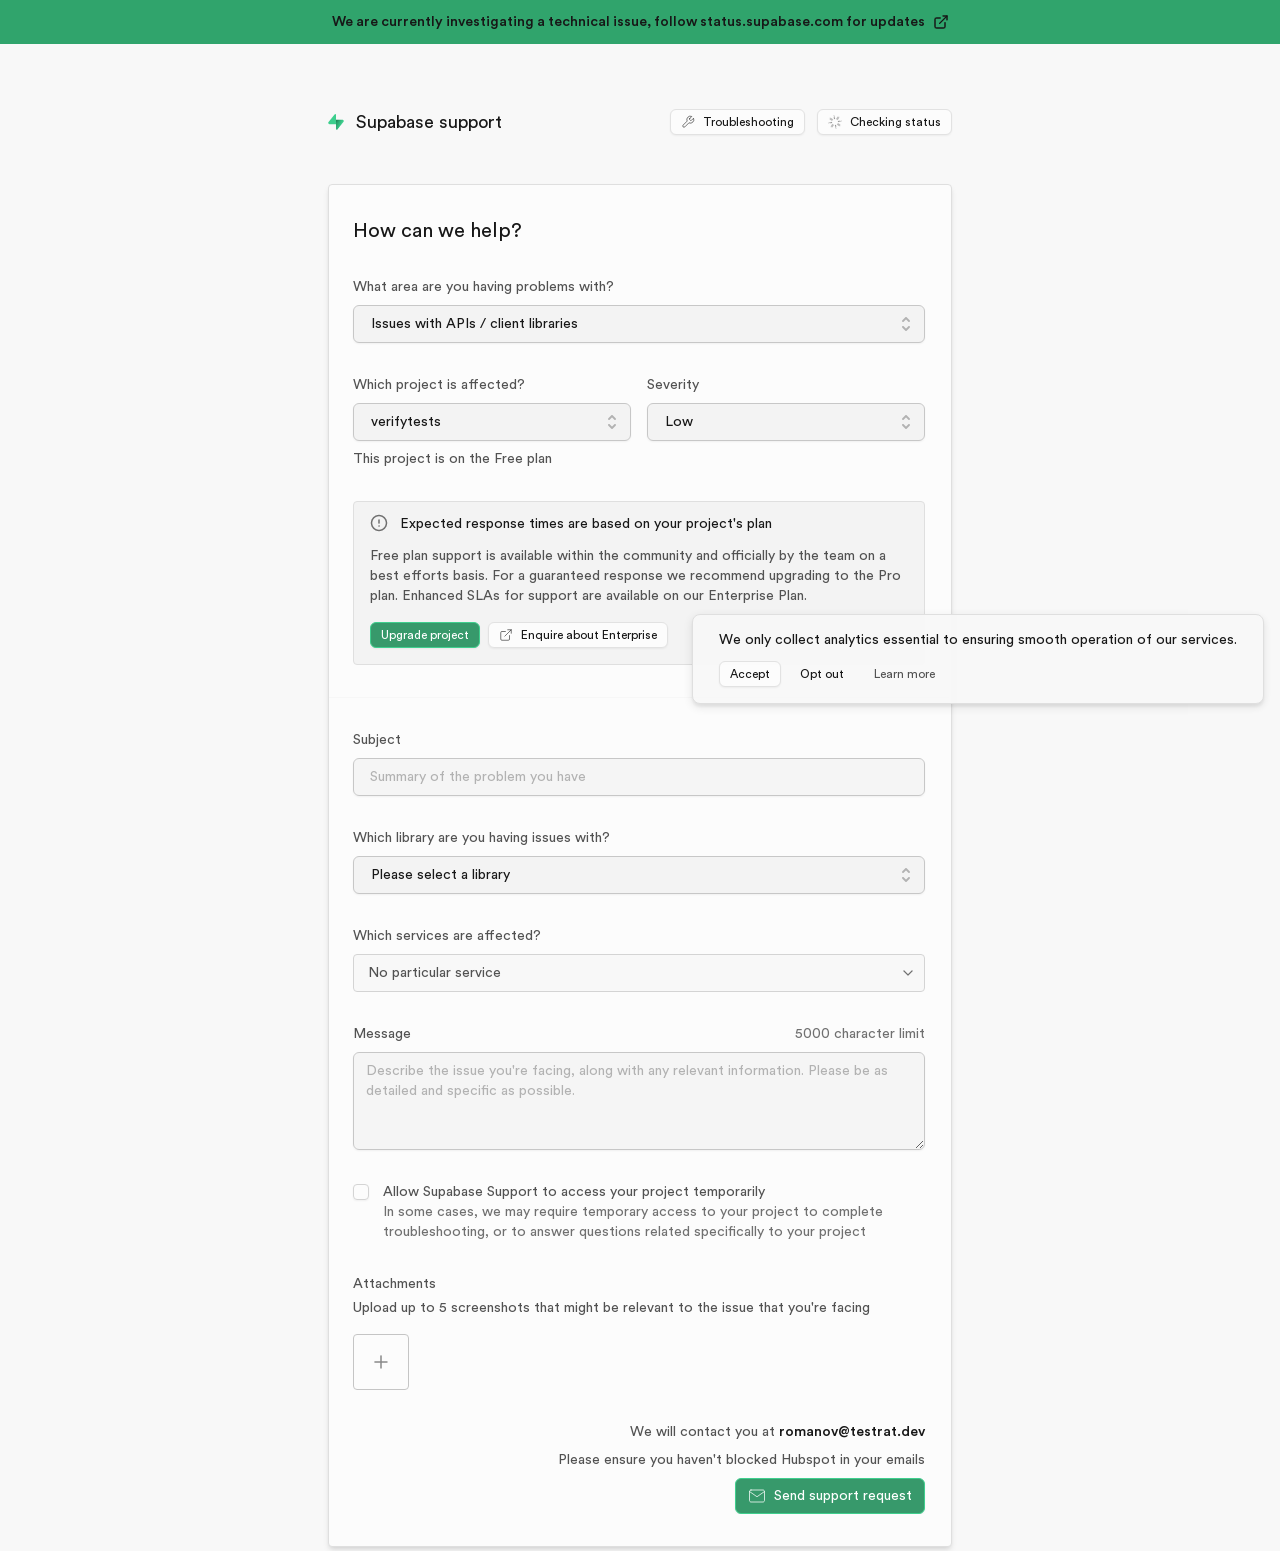 We are currently investigating a technical issue, follow status.supabase.com for updates
Supabase support
Troubleshooting
Checking status
How can we help?
What area are you having problems with?
Issues with APIs / client libraries
Which project is affected?
Severity
verifytests
Low
This project is on the Free plan
Expected response times are based on your project's plan
Free plan support is available within the community and officially by the team on a
best efforts basis. For a guaranteed response we recommend upgrading to the Pro
plan. Enhanced SLAs for support are available on our Enterprise Plan.
Upgrade project
Enquire about Enterprise
We only collect analytics essential to ensuring smooth operation of our services.
Accept
Opt out
Learn more
Subject
Summary of the problem you have
Which library are you having issues with?
Please select a library
Which services are affected?
No particular service
Message
5000 character limit
Describe the issue you're facing, along with any relevant information. Please be as
detailed and specific as possible.
Allow Supabase Support to access your project temporarily
In some cases, we may require temporary access to your project to complete
troubleshooting, or to answer questions related specifically to your project
Attachments
Upload up to 5 screenshots that might be relevant to the issue that you're facing
We will contact you at romanov@testrat.dev
Please ensure you haven't blocked Hubspot in your emails
Send support request